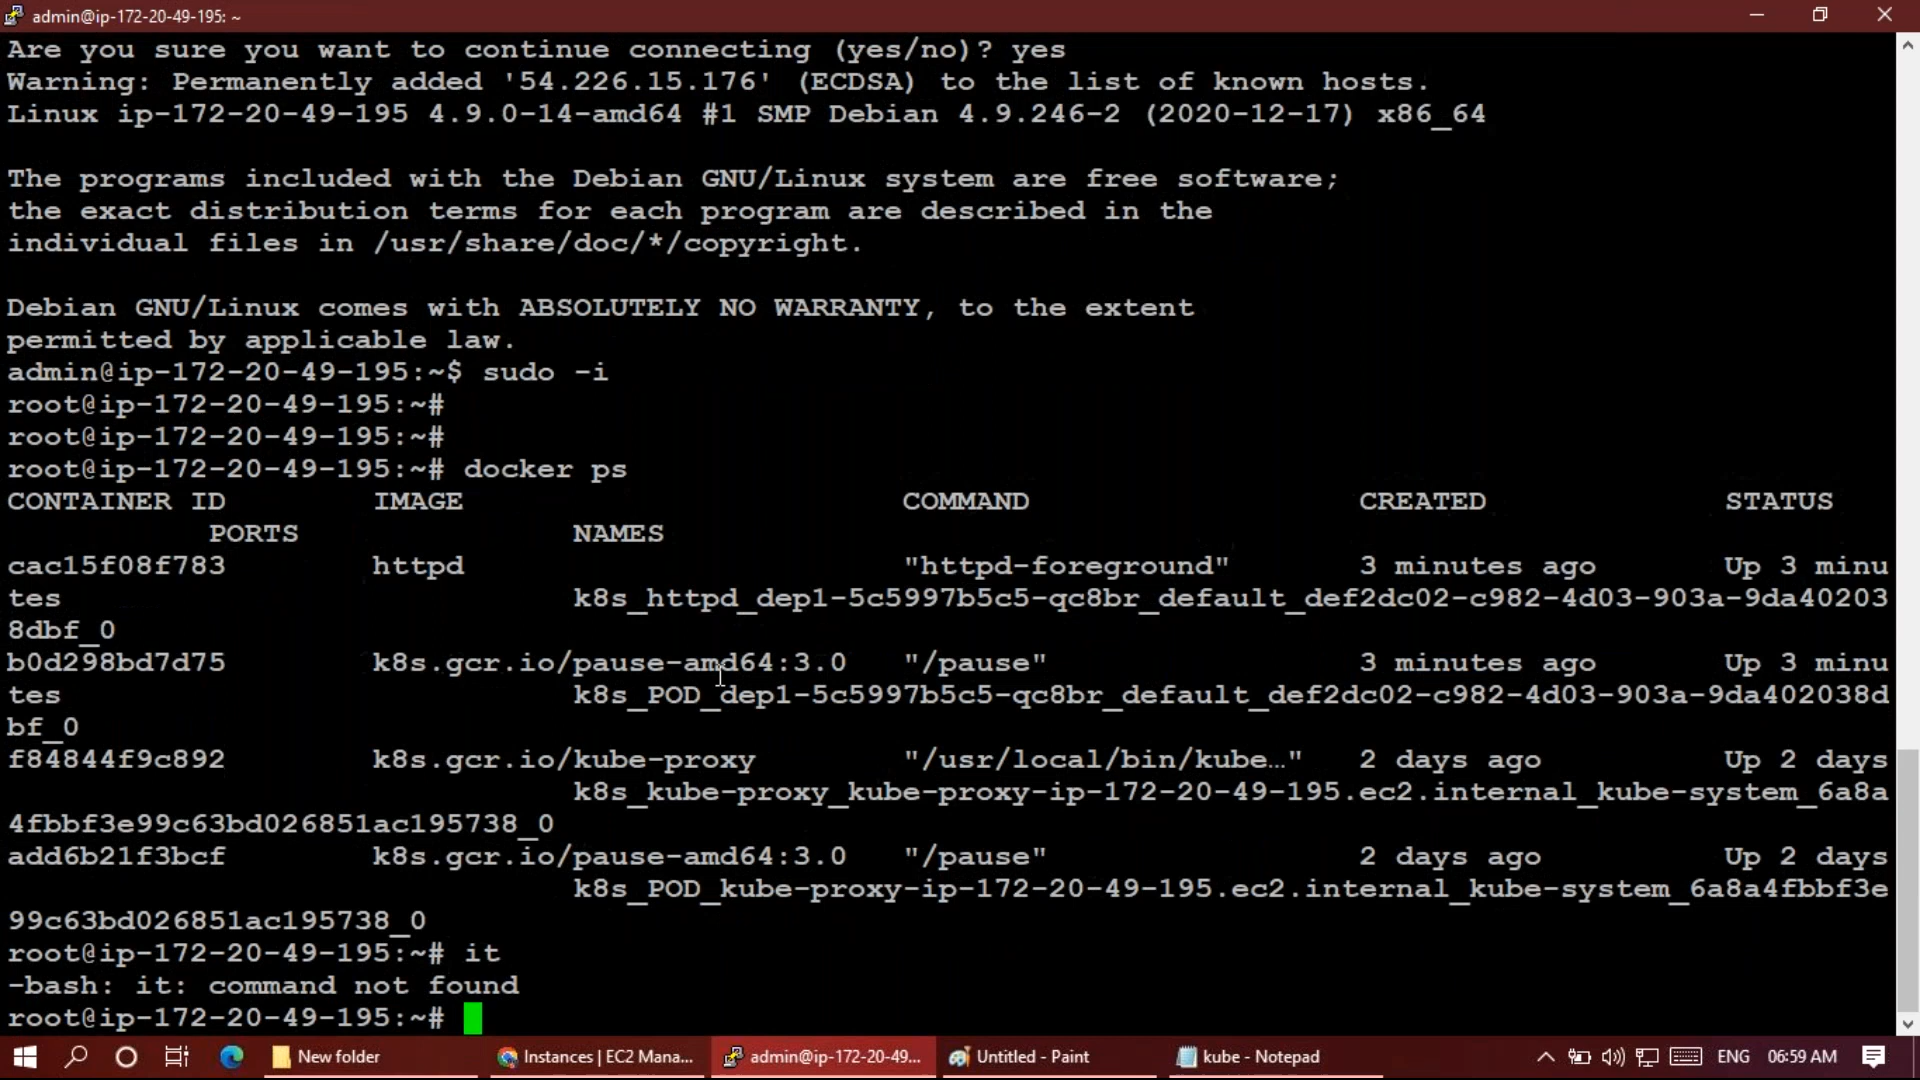 admin@ip-172-20-49-195: ~
Are you sure you want to continue connecting (yes/no)? yes
Warning: Permanently added '54.226.15.176' (ECDSA) to the list of known hosts.
Linux ip-172-20-49-195 4.9.0-14-amd64 #1 SMP Debian 4.9.246-2 (2020-12-17) x86_64
The programs included with the Debian GNU/Linux system are free software;
the exact distribution terms for each program are described in the
individual files in /usr/share/doc/*/copyright.
Debian GNU/Linux comes with ABSOLUTELY NO WARRANTY, to the extent
permitted by applicable law.
admin@ip-172-20-49-195:~$ sudo -i
root@ip-172-20-49-195:~#
root@ip-172-20-49-195:~#
root@ip-172-20-49-195:~# docker ps
CONTAINER ID IMAGE COMMAND CREATED STATUS
PORTS NAMES
cac15f08f783 httpd "httpd-foreground" 3 minutes ago Up 3 minu
tes k8s_httpd_dep1-5c5997b5c5-qc8br_default_def2dc02-c982-4d03-903a-9da40203
8dbf_0
b0d298bd7d75 k8s.gcr.io/pause-amd64:3.0 "/pause" 3 minutes ago Up 3 minu
tes k8s_POD_dep1-5c5997b5c5-qc8br_default_def2dc02-c982-4d03-903a-9da402038d
bf_0
f84844f9c892 k8s.gcr.io/kube-proxy "/usr/local/bin/kube…" 2 days ago Up 2 days
k8s_kube-proxy_kube-proxy-ip-172-20-49-195.ec2.internal_kube-system_6a8a
4fbbf3e99c63bd026851ac195738_0
add6b21f3bcf k8s.gcr.io/pause-amd64:3.0 "/pause" 2 days ago Up 2 days
k8s_POD_kube-proxy-ip-172-20-49-195.ec2.internal_kube-system_6a8a4fbbf3e
99c63bd026851ac195738_0
root@ip-172-20-49-195:~# it
-bash: it: command not found
root@ip-172-20-49-195:~#
New folder
Instances | EC2 Mana...
admin@ip-172-20-49...
Untitled - Paint
kube - Notepad
ENG
06:59 AM